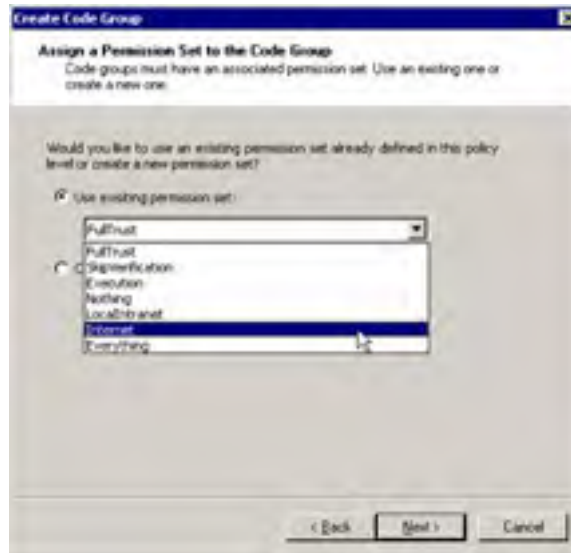 Create Code Group
Assign a Permission Set to the Code Group
Code groups must have an associated permission set. Use an existing one or
create a new one.
Would you like to use an existing permission set already defined in this policy
level or create a new permission set?
Use existing permission set:
FullTrust
FullTrust
SkipVerification
Execution
Nothing
LocalIntranet
Internet
Everything
< Back
Next >
Cancel